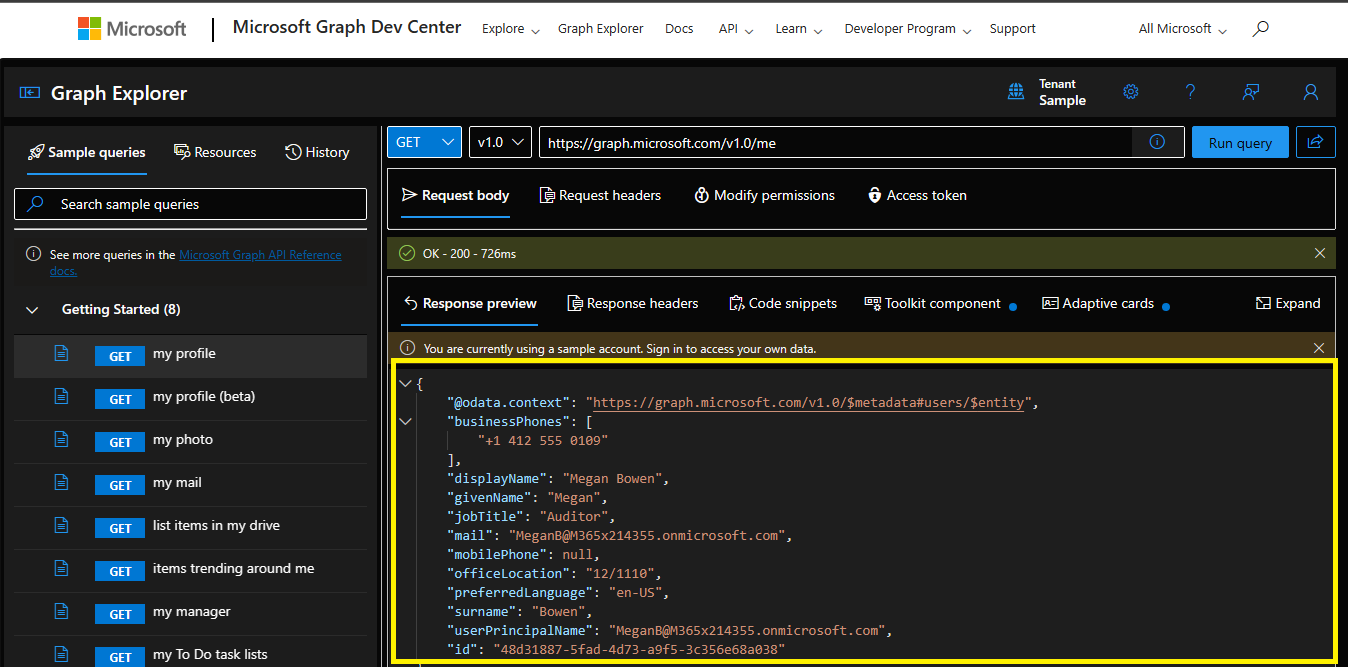 Microsoft
Microsoft Graph Dev Center
Explore
Graph Explorer
Docs
API
Learn
Developer Program
Support
All Microsoft
Graph Explorer
Tenant
Sample
Sample queries
Resources
History
Search sample queries
See more queries in the Microsoft Graph API Reference
docs.
Getting Started (8)
GET my profile
GET my profile (beta)
GET my photo
GET my mail
GET list items in my drive
GET items trending around me
GET my manager
GET my To Do task lists
GET
v1.0
https://graph.microsoft.com/v1.0/me
Run query
Request body
Request headers
Modify permissions
Access token
OK - 200 - 726ms
Response preview
Response headers
Code snippets
Toolkit component
Adaptive cards
Expand
You are currently using a sample account. Sign in to access your own data.
{
"@odata.context": "https://graph.microsoft.com/v1.0/$metadata#users/$entity",
"businessPhones": [
"+1 412 555 0109"
],
"displayName": "Megan Bowen",
"givenName": "Megan",
"jobTitle": "Auditor",
"mail": "MeganB@M365x214355.onmicrosoft.com",
"mobilePhone": null,
"officeLocation": "12/1110",
"preferredLanguage": "en-US",
"surname": "Bowen",
"userPrincipalName": "MeganB@M365x214355.onmicrosoft.com",
"id": "48d31887-5fad-4d73-a9f5-3c356e68a038"